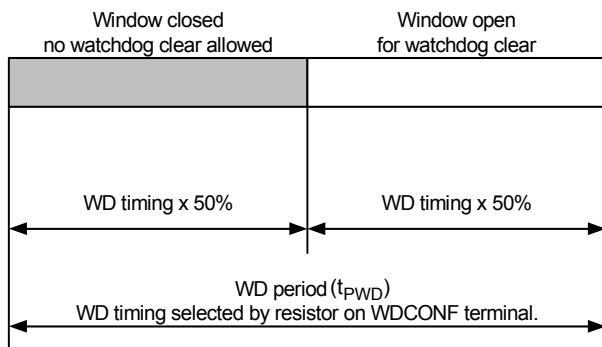 Window closed
no watchdog clear allowed
Window open
for watchdog clear
WD timing x 50%
WD timing x 50%
WD period (tPWD)
WD timing selected by resistor on WDCONF terminal.